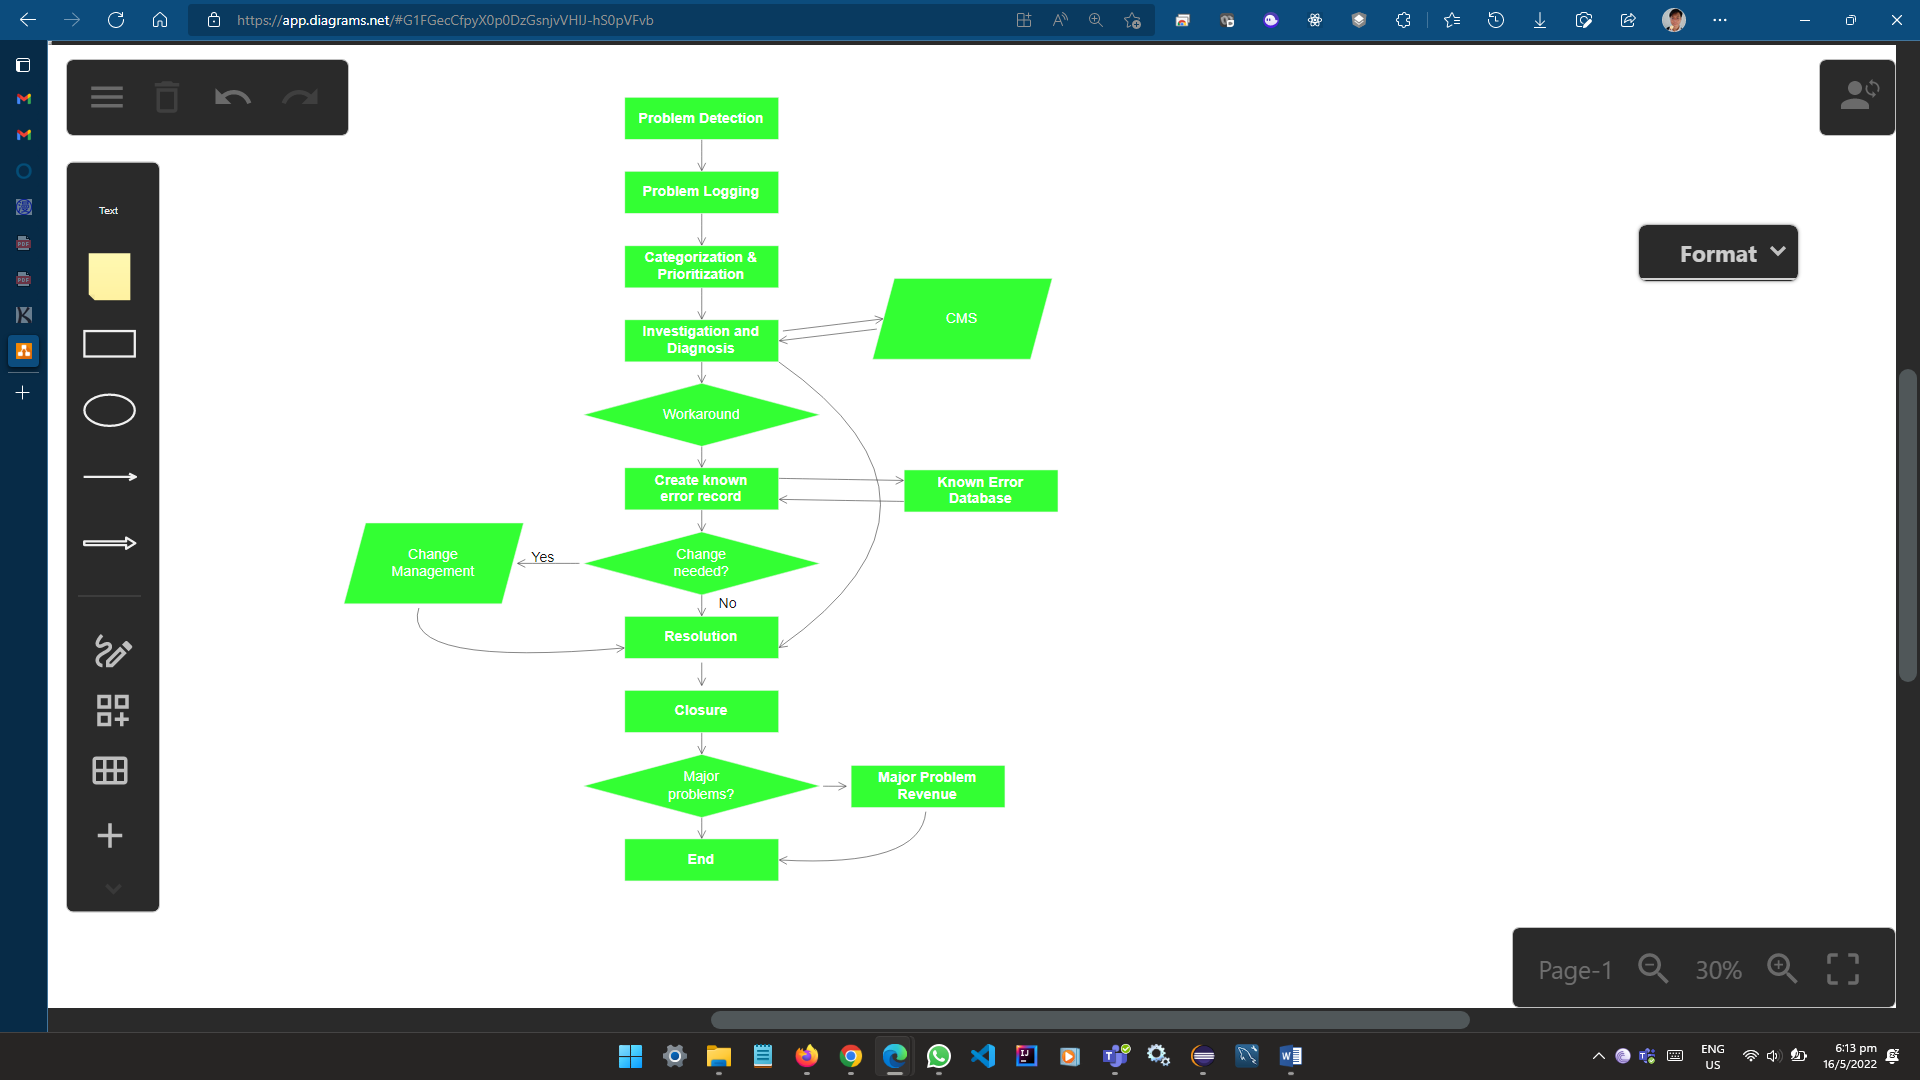 https://app.diagrams.net/#G1FGecCfpyX0p0DzGsnjvVHIJ-hS0pVFvb
Text
Format
Problem Detection
Problem Logging
Categorization &
Prioritization
Investigation and
Diagnosis
CMS
Workaround
Create known
error record
Known Error
Database
Change
Management
Yes
Change
needed?
No
Resolution
Closure
Major
problems?
Major Problem
Revenue
End
Page-1
30%
ENG
US
6:13 pm
16/5/2022